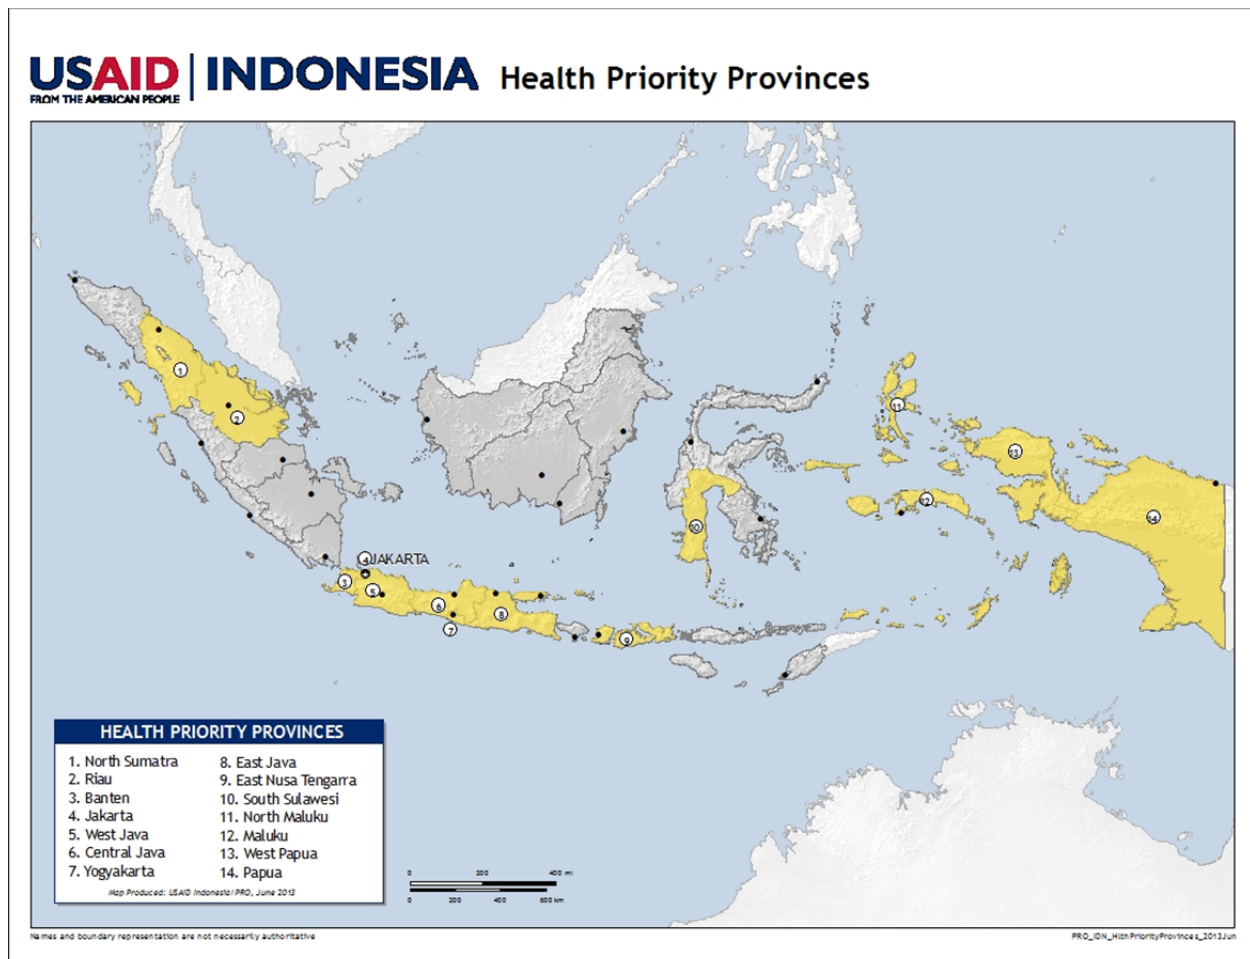 USAID INDONESIA Health Priority Provinces
FROM THE AMERICAN PEOPLE
1
2
11
13
12
14
10
4 JAKARTA
3
5
6
8
7
9
HEALTH PRIORITY PROVINCES
1. North Sumatra
2. Riau
3. Banten
4. Jakarta
5. West Java
6. Central Java
7. Yogyakarta
8. East Java
9. East Nusa Tengarra
10. South Sulawesi
11. North Maluku
12. Maluku
13. West Papua
14. Papua
Map Produced: USAID Indonesia/PRO, June 2013
0 200 400 mi
0 200 400 600 km
Names and boundary representation are not necessarily authoritative
PRO_IDN_HlthPriorityProvinces_2013Jun